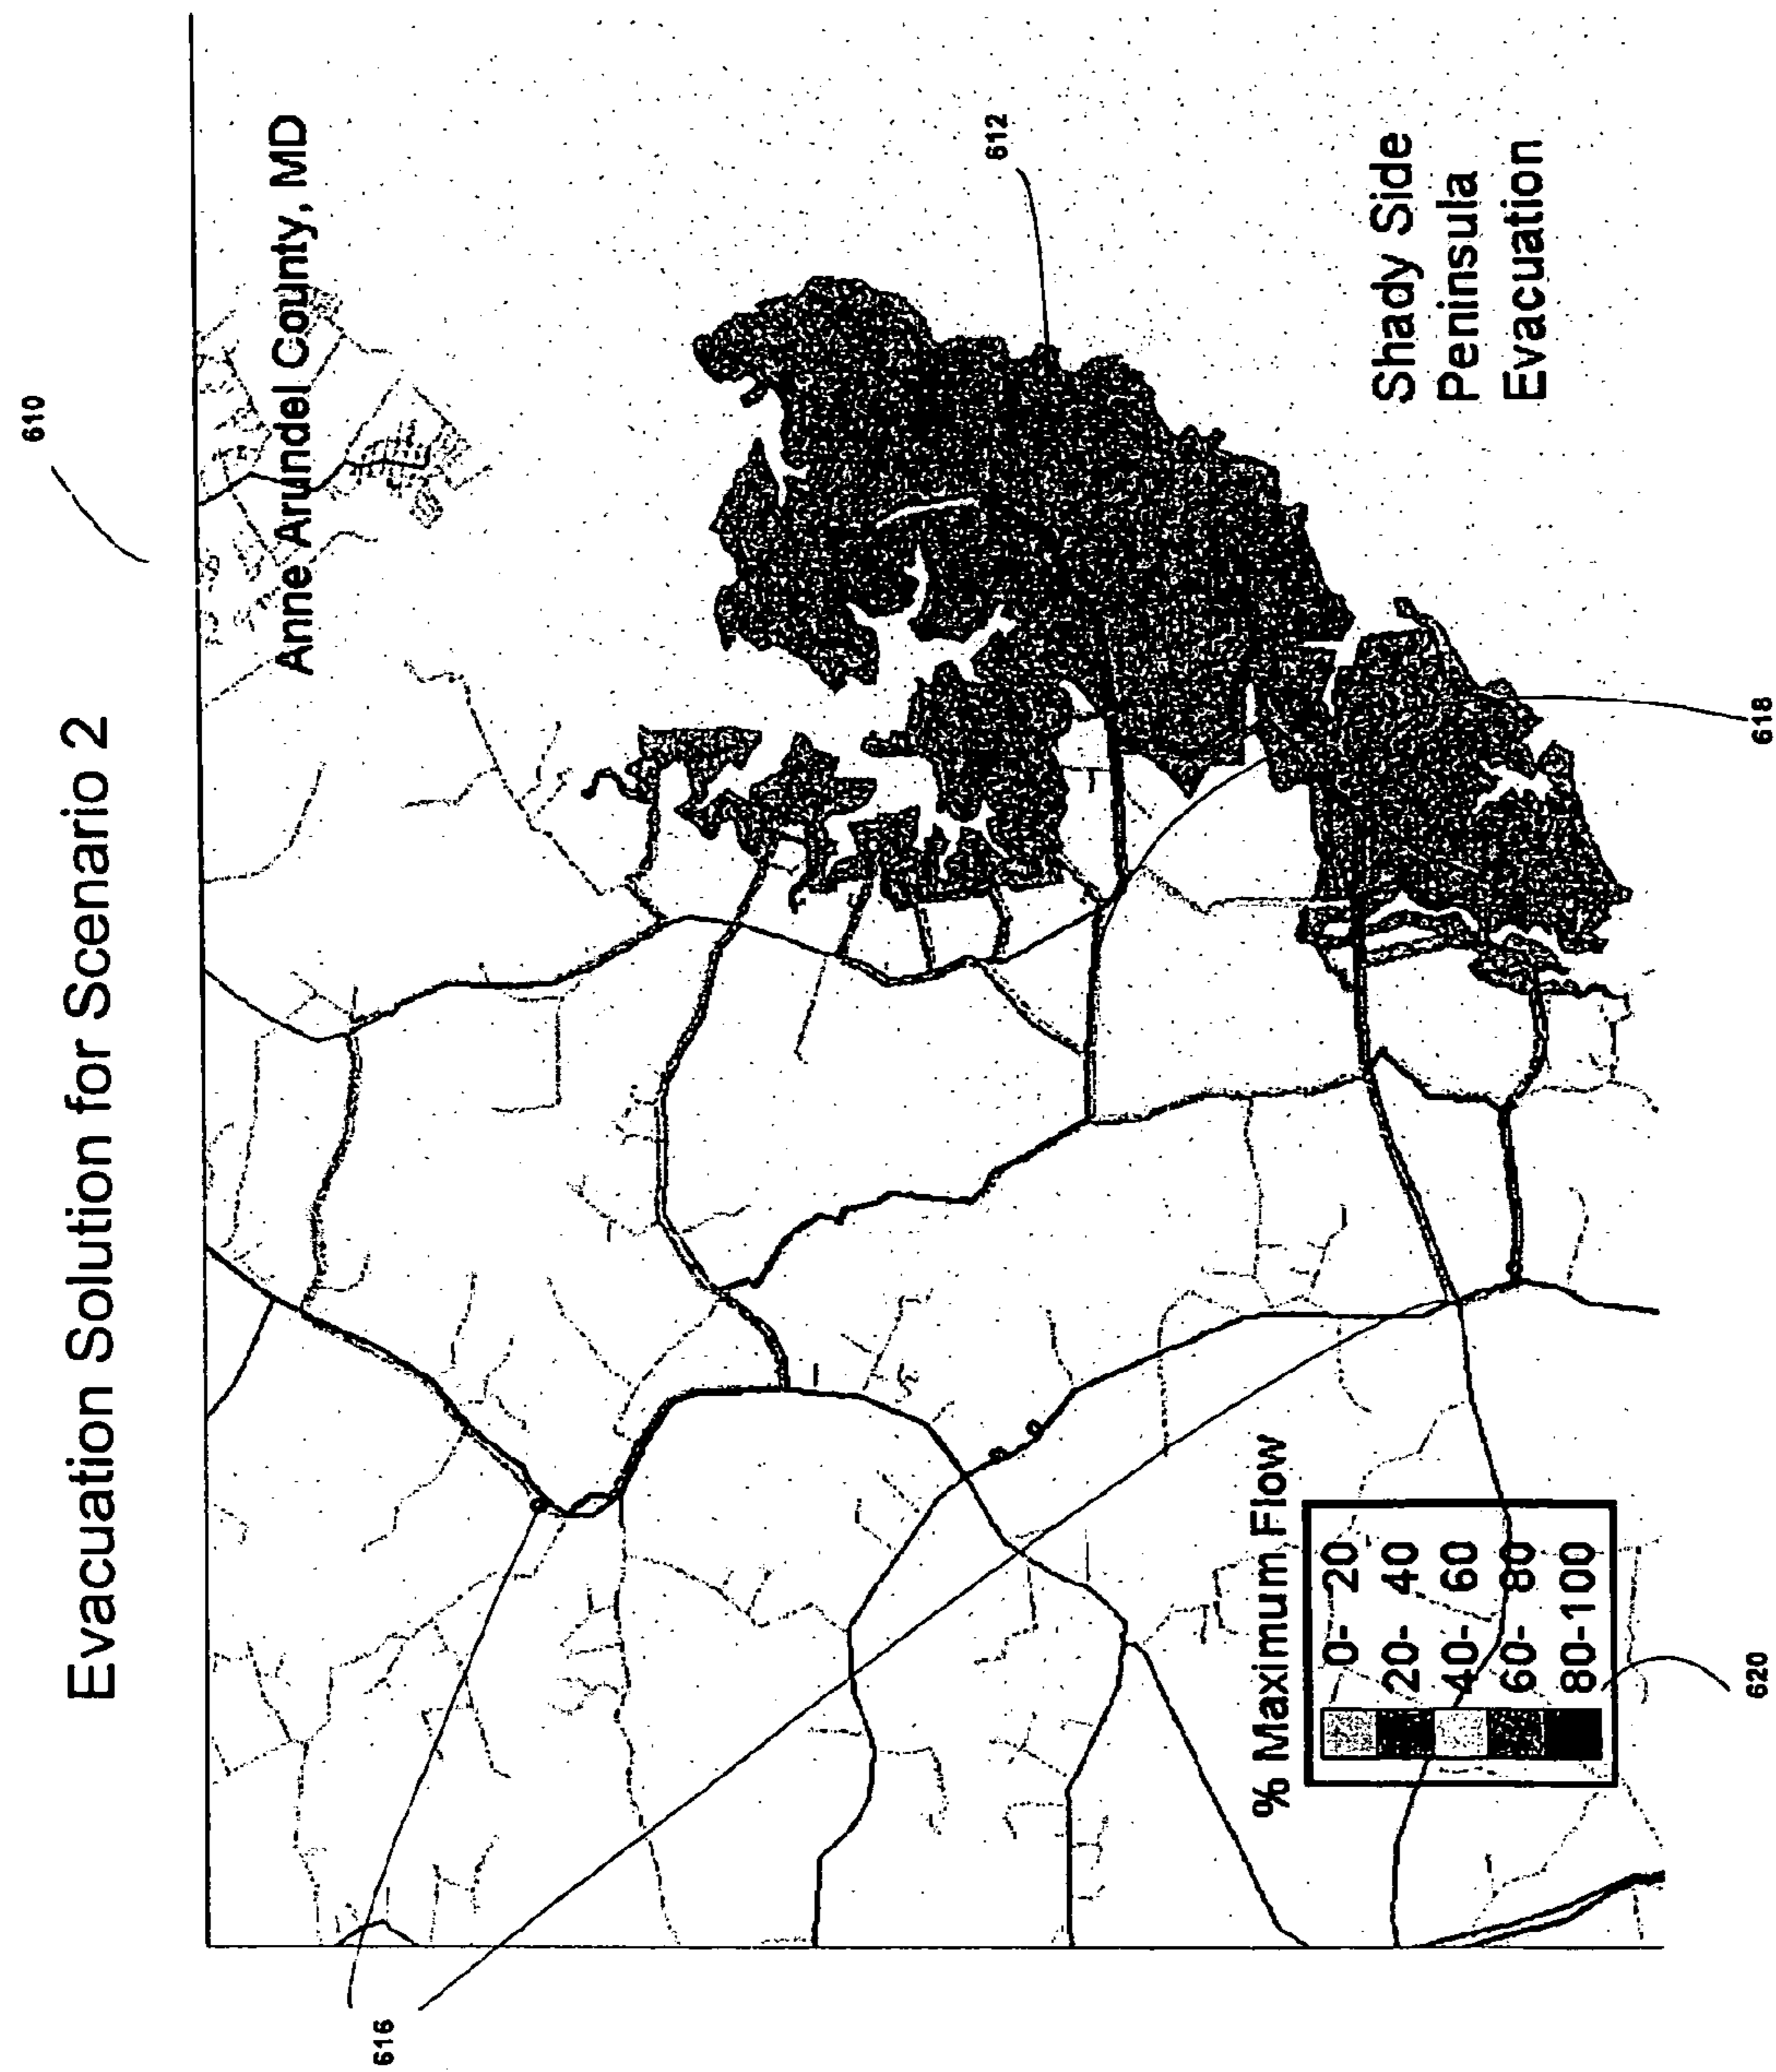 Evacuation Solution for Scenario 2
610
Anne Arundel County, MD
612
Shady Side
Peninsula
Evacuation
616
618
% Maximum Flow
0- 20
20- 40
40- 60
60- 80
80-100
620